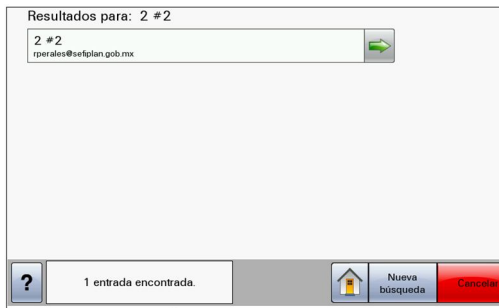 Resultados para: 2 #2
2 #2
rperales@sefiplan.gob.mx
?
1 entrada encontrada.
Nueva
búsqueda
Cancelar